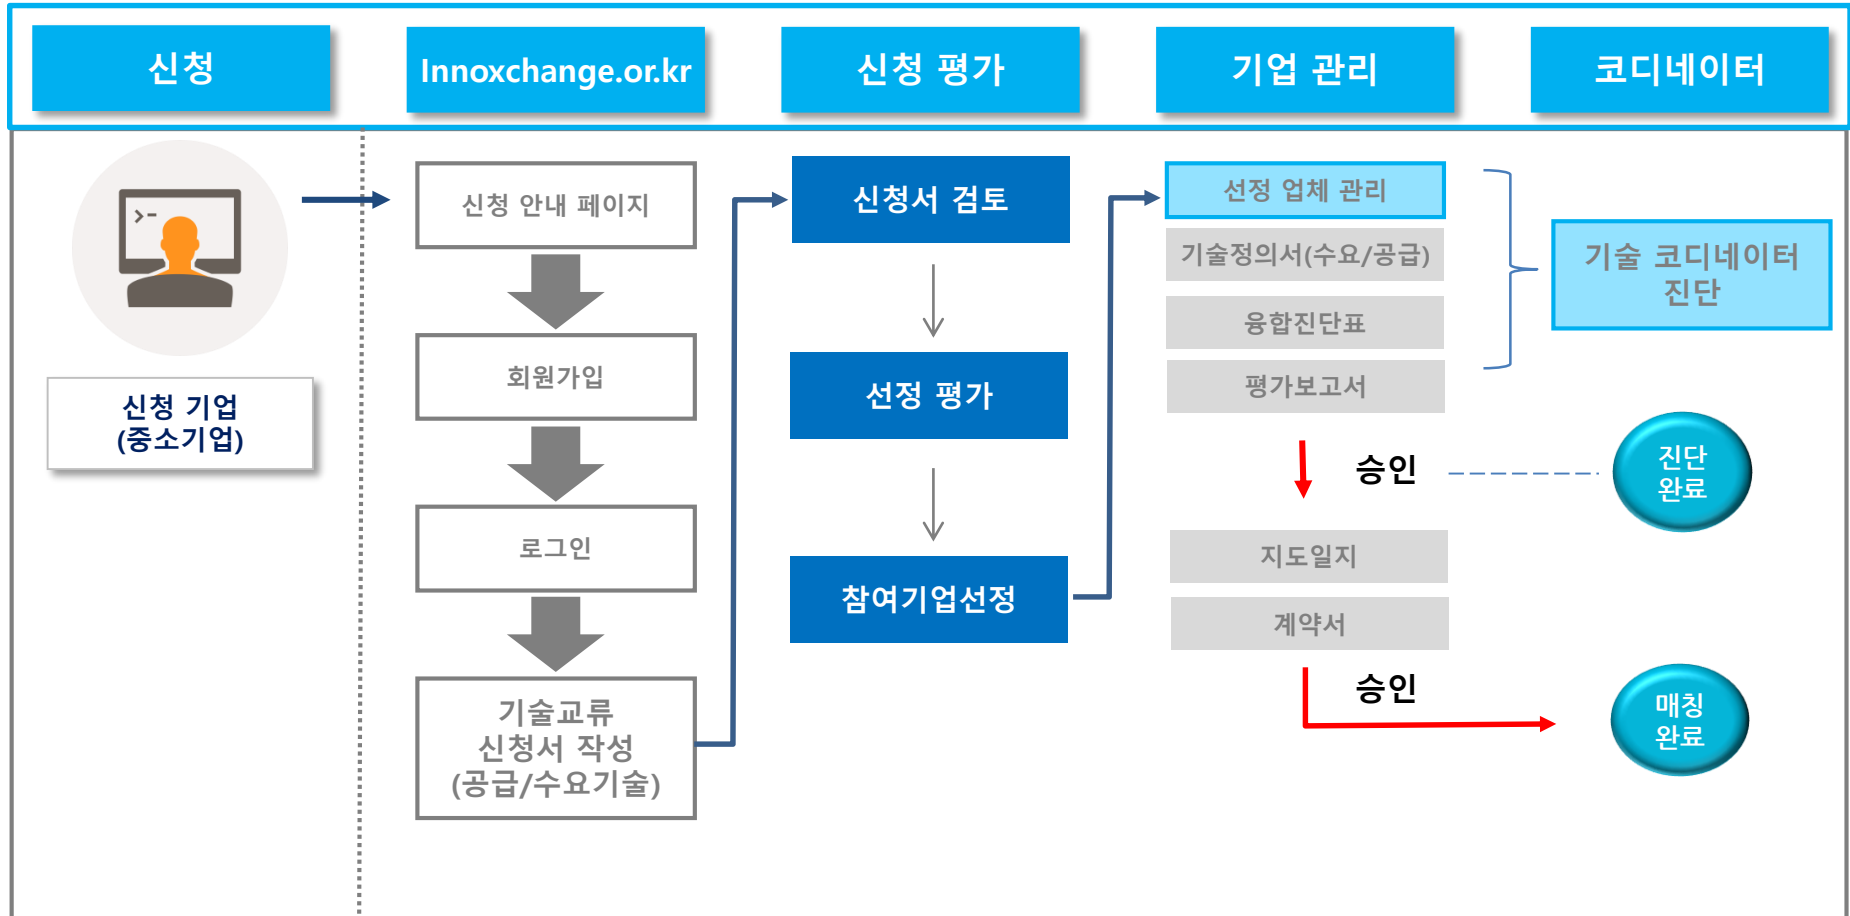 신청
Innoxchange.or.kr
신청 평가
기업 관리
코디네이터
>-
신청 기업
(중소기업)
신청 안내 페이지
회원가입
로그인
기술교류
신청서 작성
(공급/수요기술)
신청서 검토
선정 평가
참여기업선정
선정 업체 관리
기술정의서(수요/공급)
융합진단표
평가보고서
승인
지도일지
계약서
승인
기술 코디네이터
진단
진단
완료
매칭
완료